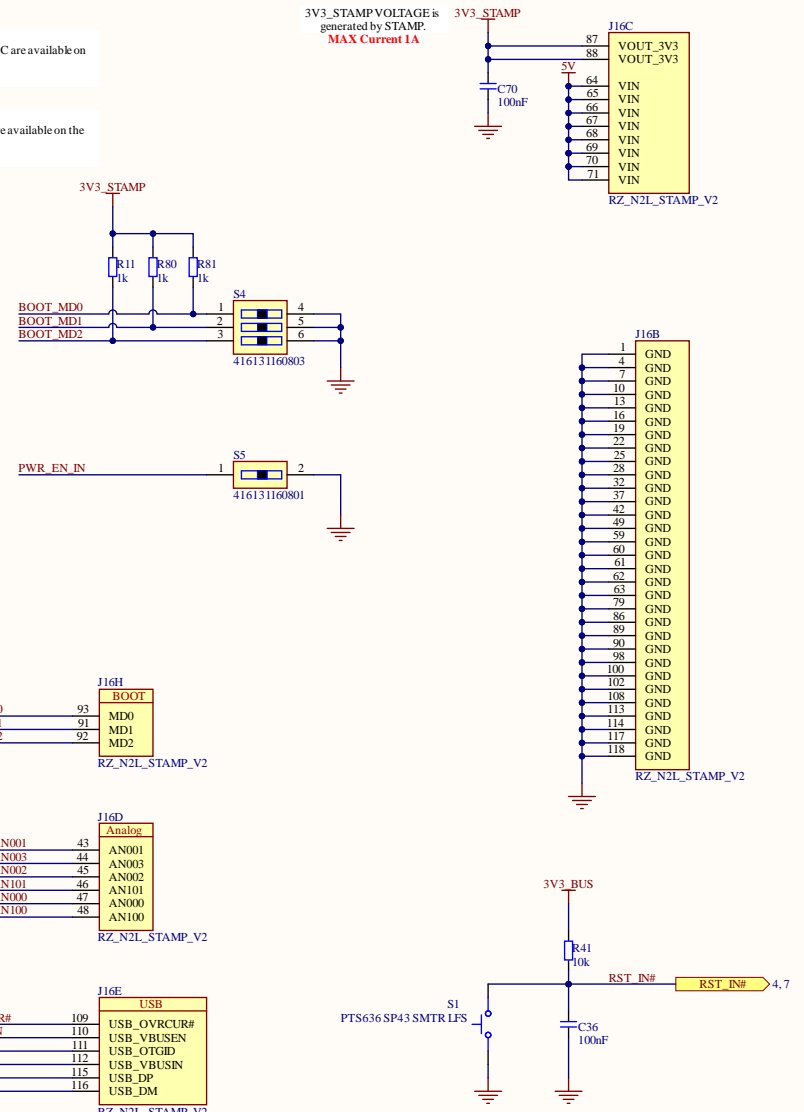 3V3_STAMP VOLTAGE is
generated by STAMP.
MAX Current 1A
3V3_STAMP
J16C
87 VOUT_3V3
88 VOUT_3V3
5V
64 VIN
65 VIN
66 VIN
67 VIN
68 VIN
69 VIN
70 VIN
71 VIN
RZ_N2L_STAMP_V2
C70
100nF
C are available on
e available on the
3V3_STAMP
R11
1k
R80
1k
R81
1k
BOOT_MD0
BOOT_MD1
BOOT_MD2
S4
1 4
2 5
3 6
416131160803
PWR_EN_IN
S5
1 2
416131160801
J16B
1 GND
4 GND
7 GND
10 GND
13 GND
16 GND
19 GND
22 GND
25 GND
28 GND
32 GND
37 GND
42 GND
49 GND
59 GND
60 GND
61 GND
62 GND
63 GND
79 GND
86 GND
89 GND
90 GND
98 GND
100 GND
102 GND
108 GND
113 GND
114 GND
117 GND
118 GND
RZ_N2L_STAMP_V2
J16H
BOOT
0 93 MD0
1 91 MD1
2 92 MD2
RZ_N2L_STAMP_V2
J16D
Analog
N001 43 AN001
N003 44 AN003
N002 45 AN002
N101 46 AN101
N000 47 AN000
N100 48 AN100
RZ_N2L_STAMP_V2
J16E
USB
R# 109 USB_OVRCUR#
110 USB_VBUSEN
111 USB_OTGID
112 USB_VBUSIN
115 USB_DP
116 USB_DM
RZ_N2L_STAMP_V2
3V3_BUS
R41
10k
RST_IN#
RST_IN# 4, 7
S1
PTS636 SP43 SMTR LFS
C36
100nF